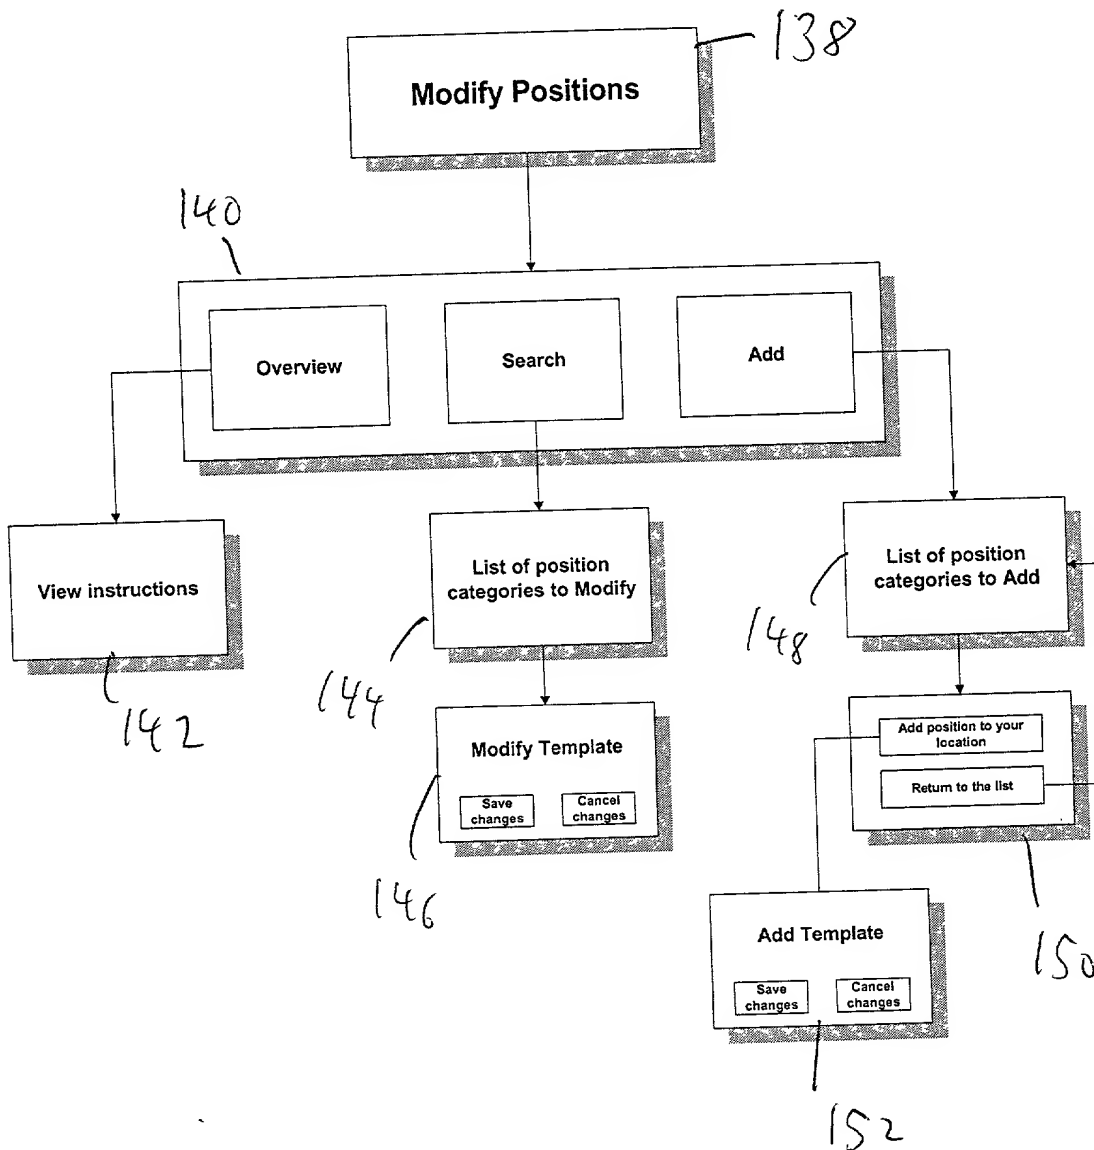 138
Modify Positions
140
Overview
Search
Add
View instructions
142
List of position
categories to Modify
144
List of position
categories to Add
148
Modify Template
Save
changes
Cancel
changes
146
Add position to your
location
Return to the list
150
Add Template
Save
changes
Cancel
changes
152